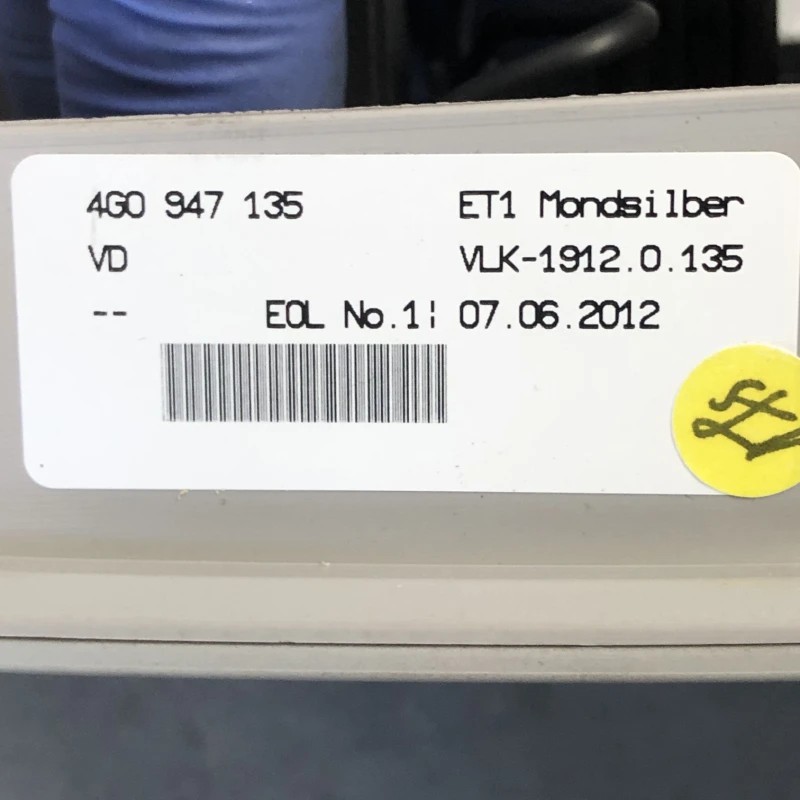 4G0 947 135 ET1 Mondsilber
VD VLK-1912.0.135
-- EOL No.1¦ 07.06.2012